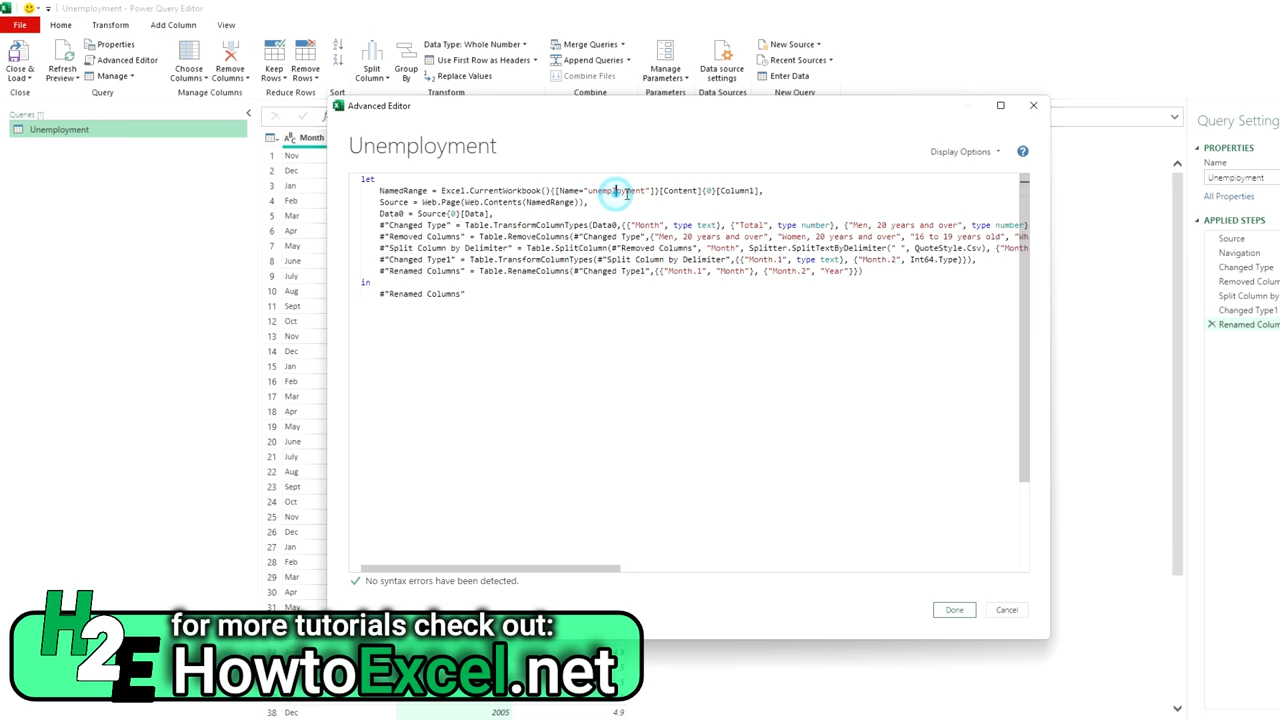 Unemployment - Power Query Editor
File Home Transform Add Column View
Close & Load
Close
Refresh Preview
Properties
Advanced Editor
Manage
Query
Choose Columns
Remove Columns
Manage Columns
Keep Rows
Remove Rows
Reduce Rows
Sort
Split Column
Group By
Data Type: Whole Number
Use First Row as Headers
Replace Values
Transform
Merge Queries
Append Queries
Combine Files
Combine
Manage Parameters
Parameters
Data source settings
Data Sources
New Source
Recent Sources
Enter Data
New Query
Queries [1]
Unemployment
Month
1 Nov
2 Dec
3 Jan
4 Feb
5 Mar
6 Apr
7 May
8 June
9 July
10 Aug
11 Sept
12 Oct
13 Nov
14 Dec
15 Jan
16 Feb
17 Mar
18 Apr
19 May
20 June
21 July
22 Aug
23 Sept
24 Oct
25 Nov
26 Dec
27 Jan
28 Feb
29 Mar
30 Apr
31 May
38 Dec 2005 4.9
Advanced Editor
Unemployment
Display Options
let
NamedRange = Excel.CurrentWorkbook(){[Name="unemployment"]}[Content]{0}[Column1],
Source = Web.Page(Web.Contents(NamedRange)),
Data0 = Source{0}[Data],
#"Changed Type" = Table.TransformColumnTypes(Data0,{{"Month", type text}, {"Total", type number}, {"Men, 20 years and over", type number}
#"Removed Columns" = Table.RemoveColumns(#"Changed Type",{"Men, 20 years and over", "Women, 20 years and over", "16 to 19 years old", "Wh
#"Split Column by Delimiter" = Table.SplitColumn(#"Removed Columns", "Month", Splitter.SplitTextByDelimiter(" ", QuoteStyle.Csv), {"Month
#"Changed Type1" = Table.TransformColumnTypes(#"Split Column by Delimiter",{{"Month.1", type text}, {"Month.2", Int64.Type}}),
#"Renamed Columns" = Table.RenameColumns(#"Changed Type1",{{"Month.1", "Month"}, {"Month.2", "Year"}})
in
#"Renamed Columns"
No syntax errors have been detected.
Done
Cancel
Query Setting
PROPERTIES
Name
Unemployment
All Properties
APPLIED STEPS
Source
Navigation
Changed Type
Removed Column
Split Column by
Changed Type1
Renamed Colum
H2E
for more tutorials check out:
HowtoExcel.net